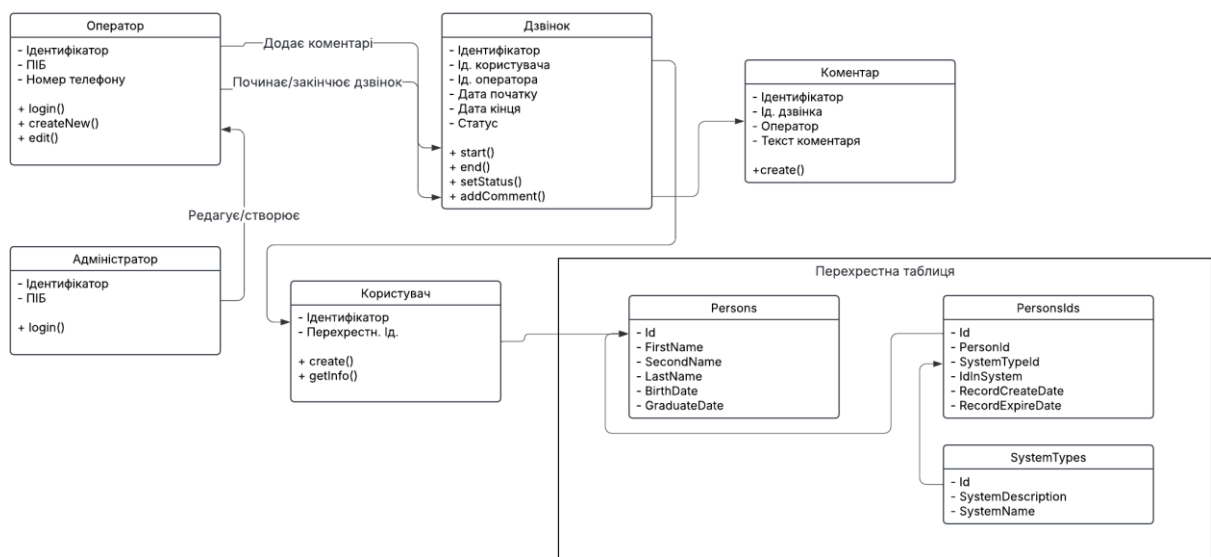 Оператор
- Ідентифікатор
- ПІБ
- Номер телефону
+ login()
+ createNew()
+ edit()
Додає коментарі
Починає/закінчує дзвінок
Дзвінок
- Ідентифікатор
- Ід. користувача
- Ід. оператора
- Дата початку
- Дата кінця
- Статус
+ start()
+ end()
+ setStatus()
+ addComment()
Коментар
- Ідентифікатор
- Ід. дзвінка
- Оператор
- Текст коментаря
+create()
Редагує/створює
Адміністратор
- Ідентифікатор
- ПІБ
+ login()
Користувач
- Ідентифікатор
- Перехрестн. Ід.
+ create()
+ getInfo()
Перехрестна таблиця
Persons
- Id
- FirstName
- SecondName
- LastName
- BirthDate
- GraduateDate
PersonsIds
- Id
- PersonId
- SystemTypeId
- IdInSystem
- RecordCreateDate
- RecordExpireDate
SystemTypes
- Id
- SystemDescription
- SystemName